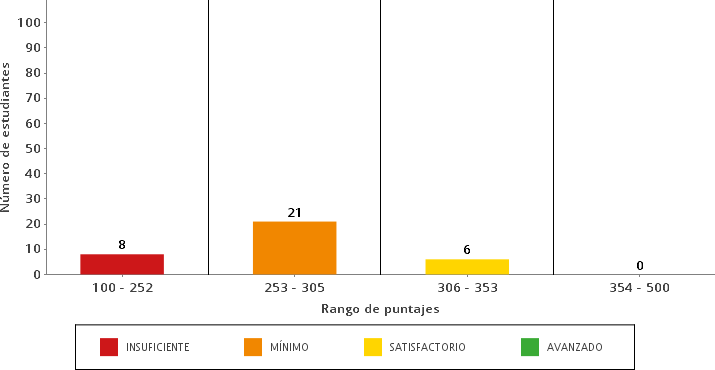 Número de estudiantes
100
90
80
70
60
50
40
30
20
10
0
8
21
6
0
100 - 252
253 - 305
306 - 353
354 - 500
Rango de puntajes
INSUFICIENTE
MÍNIMO
SATISFACTORIO
AVANZADO